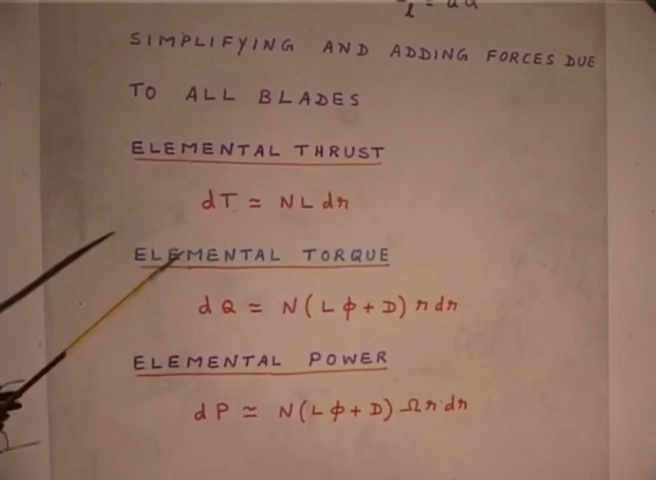 SIMPLIFYING AND ADDING FORCES DUE
TO ALL BLADES
ELEMENTAL THRUST
dT ≃ NL dr
ELEMENTAL TORQUE
dQ ≃ N(Lϕ+D) r dr
ELEMENTAL POWER
dP ≃ N(Lϕ+D) Ωr dr